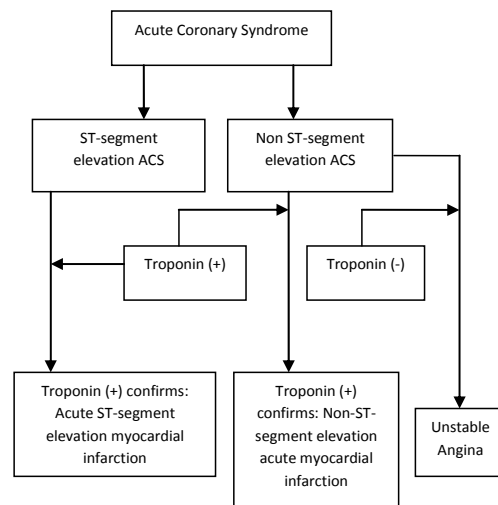 Acute Coronary Syndrome
ST-segment
elevation ACS
Non ST-segment
elevation ACS
Troponin (+)
Troponin (-)
Troponin (+) confirms:
Acute ST-segment
elevation myocardial
infarction
Troponin (+)
confirms: Non-ST-
segment elevation
acute myocardial
infarction
Unstable
Angina